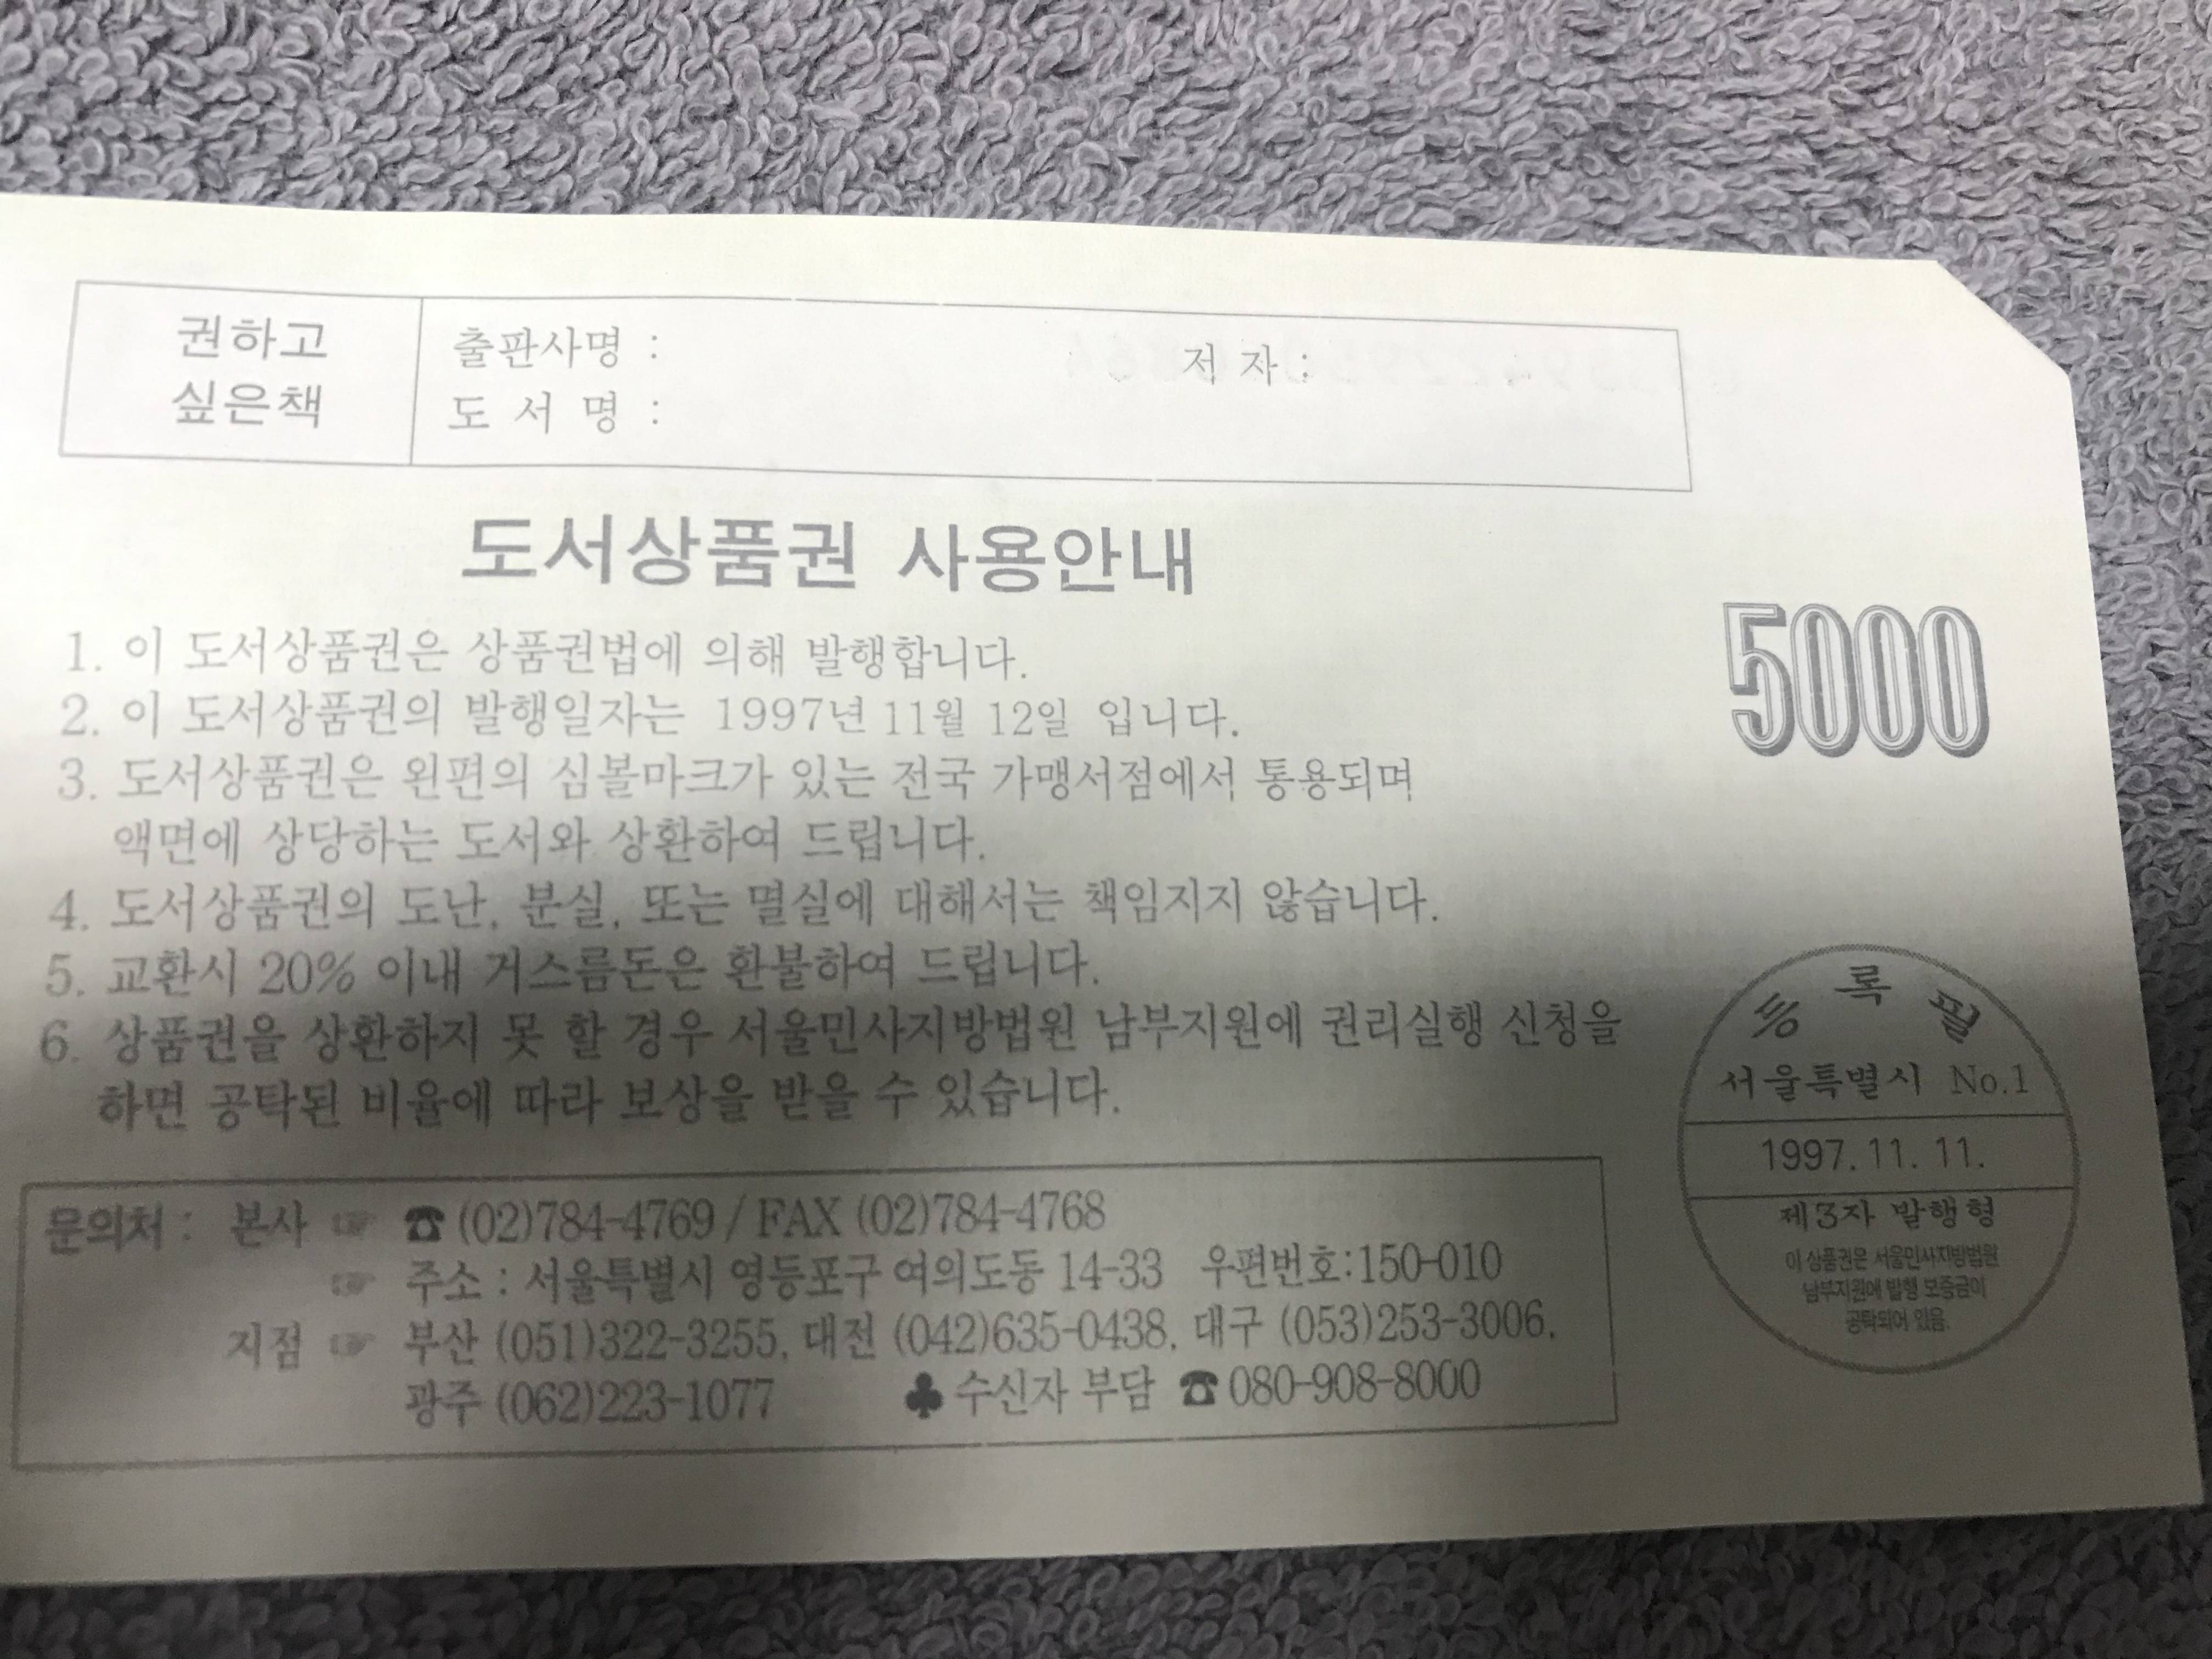 권하고
싶은책
출판사명 :
저 자 :
도 서 명 :
도서상품권 사용안내
1. 이 도서상품권은 상품권법에 의해 발행합니다.
2. 이 도서상품권의 발행일자는 1997년 11월 12일 입니다.
3. 도서상품권은 왼편의 심볼마크가 있는 전국 가맹서점에서 통용되며
액면에 상당하는 도서와 상환하여 드립니다.
4. 도서상품권의 도난, 분실, 또는 멸실에 대해서는 책임지지 않습니다.
5. 교환시 20% 이내 거스름돈은 환불하여 드립니다.
6. 상품권을 상환하지 못 할 경우 서울민사지방법원 남부지원에 권리실행 신청을
하면 공탁된 비율에 따라 보상을 받을 수 있습니다.
5000
등 록 필
서울특별시 No.1
1997. 11. 11.
제3자 발행형
이 상품권은 서울민사지방법원
남부지원에 발행 보증금이
공탁되어 있음.
문의처 : 본사 ☞ ☎ (02)784-4769 / FAX (02)784-4768
☞ 주소 : 서울특별시 영등포구 여의도동 14-33 우편번호:150-010
지점 ☞ 부산 (051)322-3255, 대전 (042)635-0438, 대구 (053)253-3006,
광주 (062)223-1077 ♣ 수신자 부담 ☎ 080-908-8000